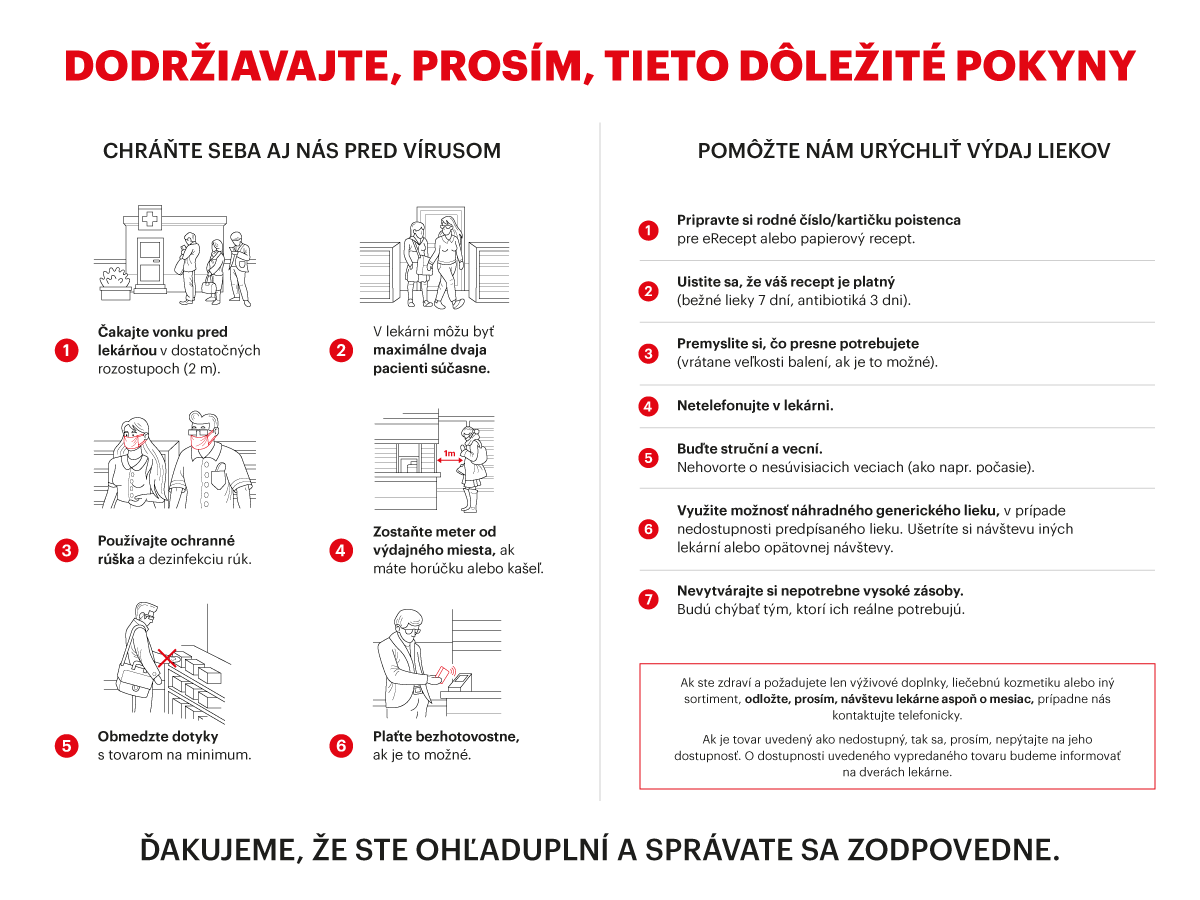 DODRŽIAVAJTE, PROSÍM, TIETO DÔLEŽITÉ POKYNY
CHRÁŇTE SEBA AJ NÁS PRED VÍRUSOM
1
Čakajte vonku pred
lekárňou v dostatočných
rozostupoch (2 m).
2
V lekárni môžu byť
maximálne dvaja
pacienti súčasne.
3
Používajte ochranné
rúška a dezinfekciu rúk.
1m
4
Zostaňte meter od
výdajného miesta, ak
máte horúčku alebo kašeľ.
5
Obmedzte dotyky
s tovarom na minimum.
6
Plaťte bezhotovostne,
ak je to možné.
POMÔŽTE NÁM URÝCHLIŤ VÝDAJ LIEKOV
1
Pripravte si rodné číslo/kartičku poistenca
pre eRecept alebo papierový recept.
2
Uistite sa, že váš recept je platný
(bežné lieky 7 dní, antibiotiká 3 dni).
3
Premyslite si, čo presne potrebujete
(vrátane veľkosti balení, ak je to možné).
4
Netelefonujte v lekárni.
5
Buďte struční a vecní.
Nehovorte o nesúvisiacich veciach (ako napr. počasie).
6
Využite možnosť náhradného generického lieku, v prípade
nedostupnosti predpísaného lieku. Ušetríte si návštevu iných
lekární alebo opätovnej návštevy.
7
Nevytvárajte si nepotrebne vysoké zásoby.
Budú chýbať tým, ktorí ich reálne potrebujú.
Ak ste zdraví a požadujete len výživové doplnky, liečebnú kozmetiku alebo iný
sortiment, odložte, prosím, návštevu lekárne aspoň o mesiac, prípadne nás
kontaktujte telefonicky.
Ak je tovar uvedený ako nedostupný, tak sa, prosím, nepýtajte na jeho
dostupnosť. O dostupnosti uvedeného vypredaného tovaru budeme informovať
na dverách lekárne.
ĎAKUJEME, ŽE STE OHĽADUPLNÍ A SPRÁVATE SA ZODPOVEDNE.